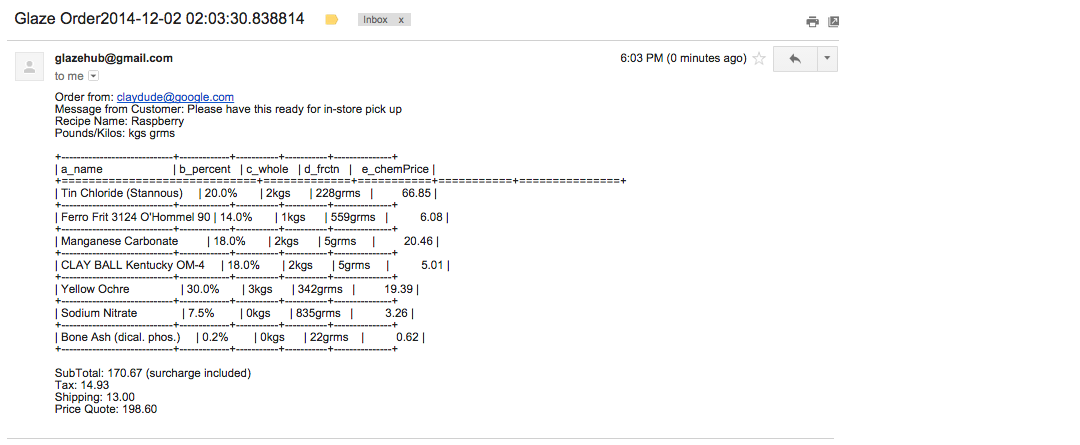 Glaze Order2014-12-02 02:03:30.838814 Inbox x
glazehub@gmail.com 6:03 PM (0 minutes ago)
to me
Order from: claydude@google.com
Message from Customer: Please have this ready for in-store pick up
Recipe Name: Raspberry
Pounds/Kilos: kgs grms
+-----------------------------+-------------+-----------+-----------+---------------+
| a_name | b_percent | c_whole | d_frctn | e_chemPrice |
+=============================+=============+===========+===========+===============+
| Tin Chloride (Stannous) | 20.0% | 2kgs | 228grms | 66.85 |
+-----------------------------+-------------+-----------+-----------+---------------+
| Ferro Frit 3124 O'Hommel 90 | 14.0% | 1kgs | 559grms | 6.08 |
+-----------------------------+-------------+-----------+-----------+---------------+
| Manganese Carbonate | 18.0% | 2kgs | 5grms | 20.46 |
+-----------------------------+-------------+-----------+-----------+---------------+
| CLAY BALL Kentucky OM-4 | 18.0% | 2kgs | 5grms | 5.01 |
+-----------------------------+-------------+-----------+-----------+---------------+
| Yellow Ochre | 30.0% | 3kgs | 342grms | 19.39 |
+-----------------------------+-------------+-----------+-----------+---------------+
| Sodium Nitrate | 7.5% | 0kgs | 835grms | 3.26 |
+-----------------------------+-------------+-----------+-----------+---------------+
| Bone Ash (dical. phos.) | 0.2% | 0kgs | 22grms | 0.62 |
+-----------------------------+-------------+-----------+-----------+---------------+
SubTotal: 170.67 (surcharge included)
Tax: 14.93
Shipping: 13.00
Price Quote: 198.60